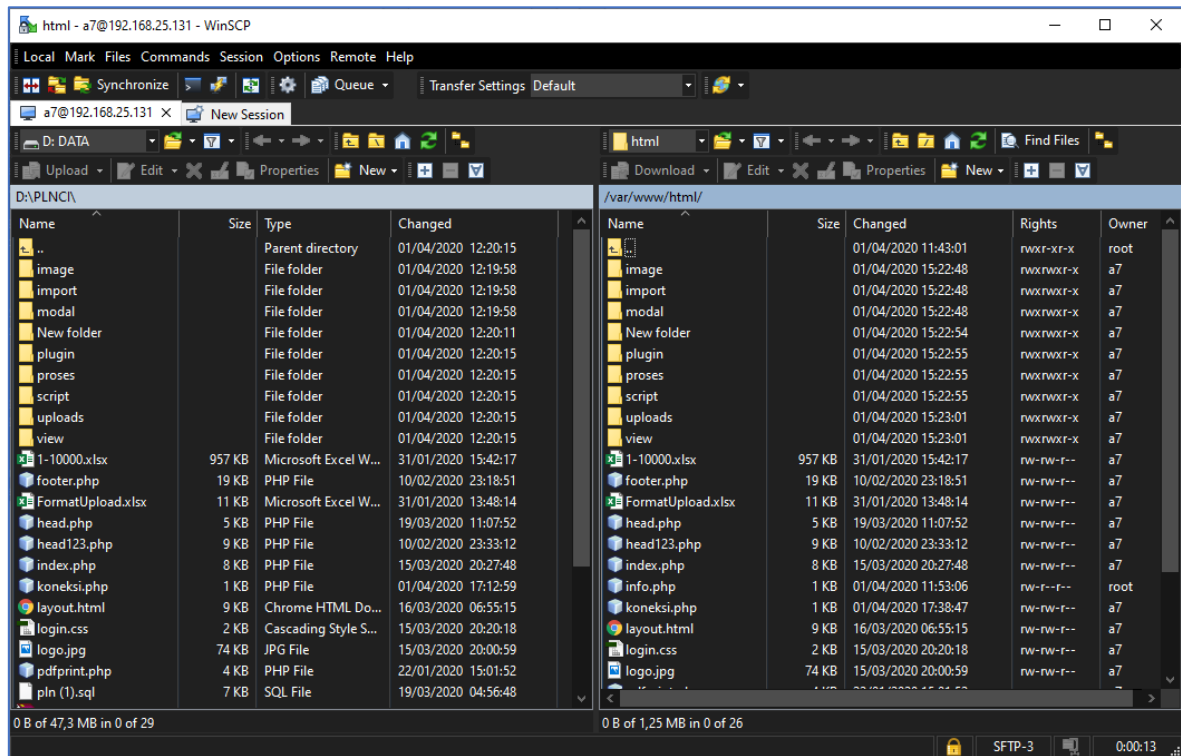 html - a7@192.168.25.131 - WinSCP
Local Mark Files Commands Session Options Remote Help
Synchronize Queue Transfer Settings Default
a7@192.168.25.131 New Session
D: DATA
Upload Edit Properties New
D:\PLNCI\
Name Size Type Changed
.. Parent directory 01/04/2020 12:20:15
image File folder 01/04/2020 12:19:58
import File folder 01/04/2020 12:19:58
modal File folder 01/04/2020 12:19:58
New folder File folder 01/04/2020 12:20:11
plugin File folder 01/04/2020 12:20:15
proses File folder 01/04/2020 12:20:15
script File folder 01/04/2020 12:20:15
uploads File folder 01/04/2020 12:20:15
view File folder 01/04/2020 12:20:15
1-10000.xlsx 957 KB Microsoft Excel W... 31/01/2020 15:42:17
footer.php 19 KB PHP File 10/02/2020 23:18:51
FormatUpload.xlsx 11 KB Microsoft Excel W... 31/01/2020 13:48:14
head.php 5 KB PHP File 19/03/2020 11:07:52
head123.php 9 KB PHP File 10/02/2020 23:33:12
index.php 8 KB PHP File 15/03/2020 20:27:48
koneksi.php 1 KB PHP File 01/04/2020 17:12:59
layout.html 9 KB Chrome HTML Do... 16/03/2020 06:55:15
login.css 2 KB Cascading Style S... 15/03/2020 20:20:18
logo.jpg 74 KB JPG File 15/03/2020 20:00:59
pdfprint.php 4 KB PHP File 22/01/2020 15:01:52
pln (1).sql 7 KB SQL File 19/03/2020 04:56:48
0 B of 47,3 MB in 0 of 29
html Find Files
Download Edit Properties New
/var/www/html/
Name Size Changed Rights Owner
.. 01/04/2020 11:43:01 rwxr-xr-x root
image 01/04/2020 15:22:48 rwxrwxr-x a7
import 01/04/2020 15:22:48 rwxrwxr-x a7
modal 01/04/2020 15:22:48 rwxrwxr-x a7
New folder 01/04/2020 15:22:54 rwxrwxr-x a7
plugin 01/04/2020 15:22:55 rwxrwxr-x a7
proses 01/04/2020 15:22:55 rwxrwxr-x a7
script 01/04/2020 15:22:55 rwxrwxr-x a7
uploads 01/04/2020 15:23:01 rwxrwxr-x a7
view 01/04/2020 15:23:01 rwxrwxr-x a7
1-10000.xlsx 957 KB 31/01/2020 15:42:17 rw-rw-r-- a7
footer.php 19 KB 10/02/2020 23:18:51 rw-rw-r-- a7
FormatUpload.xlsx 11 KB 31/01/2020 13:48:14 rw-rw-r-- a7
head.php 5 KB 19/03/2020 11:07:52 rw-rw-r-- a7
head123.php 9 KB 10/02/2020 23:33:12 rw-rw-r-- a7
index.php 8 KB 15/03/2020 20:27:48 rw-rw-r-- a7
info.php 1 KB 01/04/2020 11:53:06 rw-r--r-- root
koneksi.php 1 KB 01/04/2020 17:38:47 rw-rw-r-- a7
layout.html 9 KB 16/03/2020 06:55:15 rw-rw-r-- a7
login.css 2 KB 15/03/2020 20:20:18 rw-rw-r-- a7
logo.jpg 74 KB 15/03/2020 20:00:59 rw-rw-r-- a7
0 B of 1,25 MB in 0 of 26
SFTP-3 0:00:13